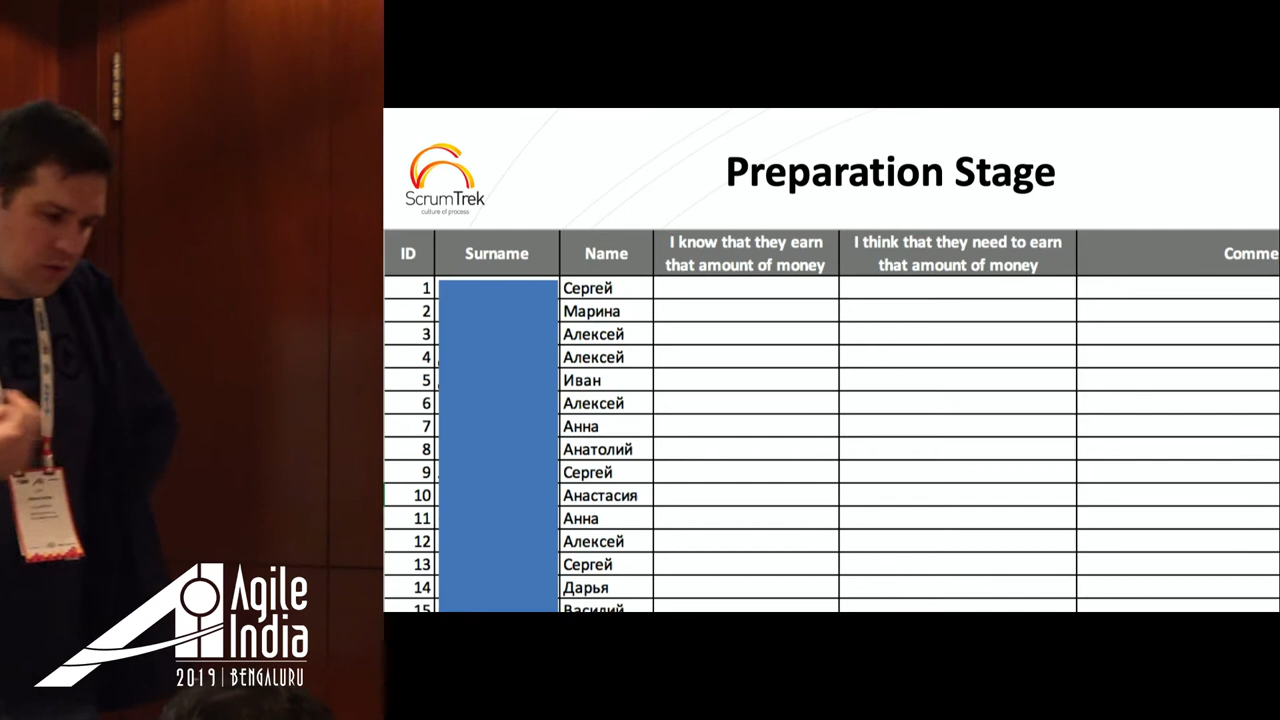 ScrumTrek
culture of process
Preparation Stage
ID Surname Name I know that they earn that amount of money I think that they need to earn that amount of money Comme
1 Сергей
2 Марина
3 Алексей
4 Алексей
5 Иван
6 Алексей
7 Анна
8 Анатолий
9 Сергей
10 Анастасия
11 Анна
12 Алексей
13 Сергей
14 Дарья
15 Василий
Agile
India
2019 | BENGALURU